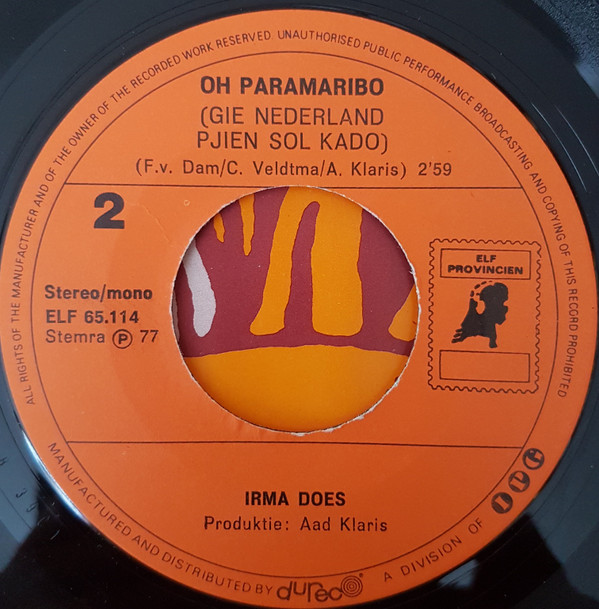 ALL RIGHTS OF THE MANUFACTURER AND OF THE OWNER OF THE RECORDED WORK RESERVED. UNAUTHORISED PUBLIC PERFORMANCE BROADCASTING AND COPYING OF THIS RECORD PROHIBITED
OH PARAMARIBO
(GIE NEDERLAND
PJIEN SOL KADO)
(F.v. Dam/C. Veldtma/A. Klaris) 2'59
2
Stereo/mono
ELF 65.114
Stemra Ⓟ 77
ELF
PROVINCIEN
IRMA DOES
Produktie: Aad Klaris
MANUFACTURED AND DISTRIBUTED BY dureco A DIVISION OF